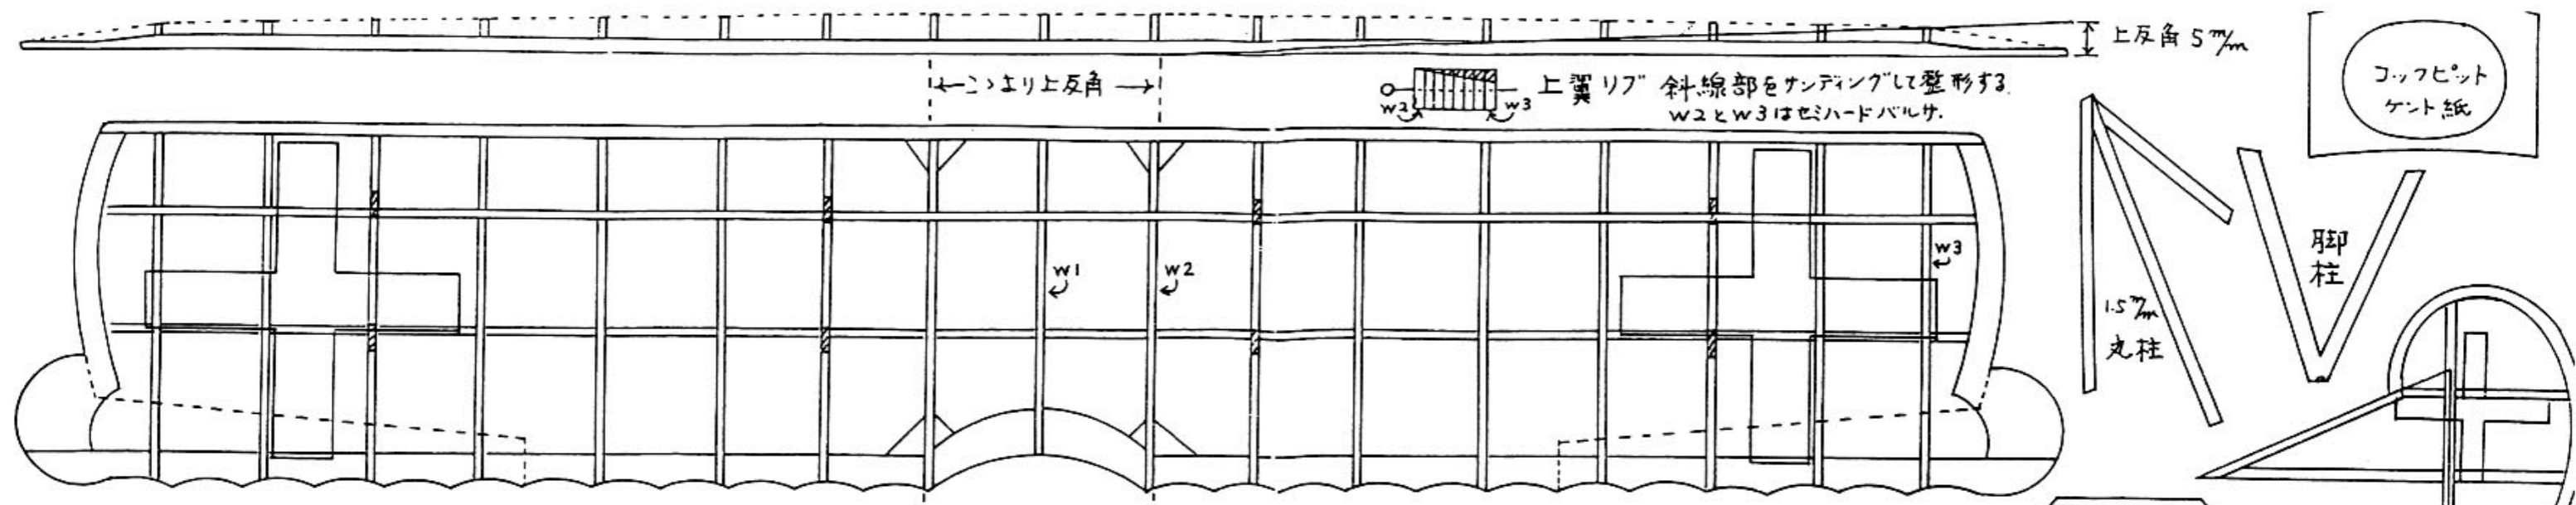 上反角 5 m/m
←こゝより上反角→
上翼リブ 斜線部をサンディングして整形する.
W2とW3はセミハードバルサ.
W2
W3
コックピット
ケント紙
W1
W2
W3
脚柱
1.5 m/m
丸柱